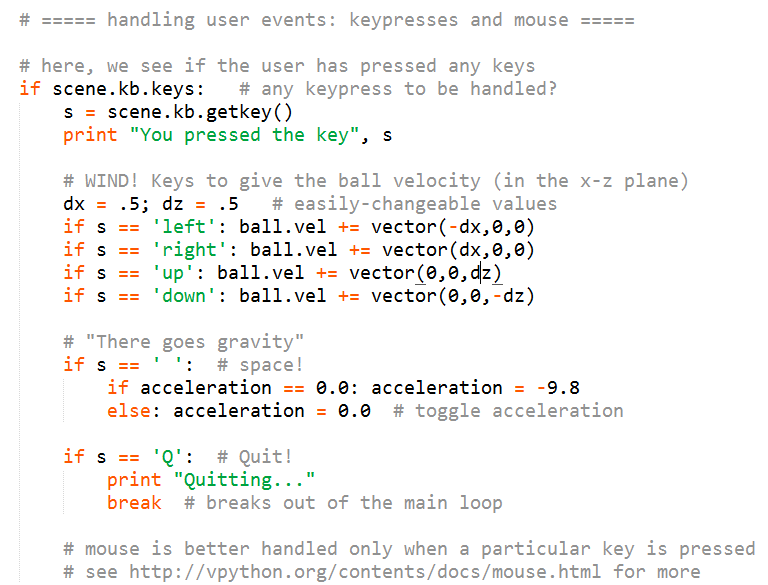 # ===== handling user events: keypresses and mouse =====
# here, we see if the user has pressed any keys
if scene.kb.keys:   # any keypress to be handled?
    s = scene.kb.getkey()
    print "You pressed the key", s
    # WIND! Keys to give the ball velocity (in the x-z plane)
    dx = .5; dz = .5   # easily-changeable values
    if s == 'left': ball.vel += vector(-dx,0,0)
    if s == 'right': ball.vel += vector(dx,0,0)
    if s == 'up': ball.vel += vector(0,0,dz)
    if s == 'down': ball.vel += vector(0,0,-dz)
    # "There goes gravity"
    if s == ' ':  # space!
        if acceleration == 0.0: acceleration = -9.8
        else: acceleration = 0.0  # toggle acceleration
    if s == 'Q':  # Quit!
        print "Quitting..."
        break  # breaks out of the main loop
    # mouse is better handled only when a particular key is pressed
    # see http://vpython.org/contents/docs/mouse.html for more